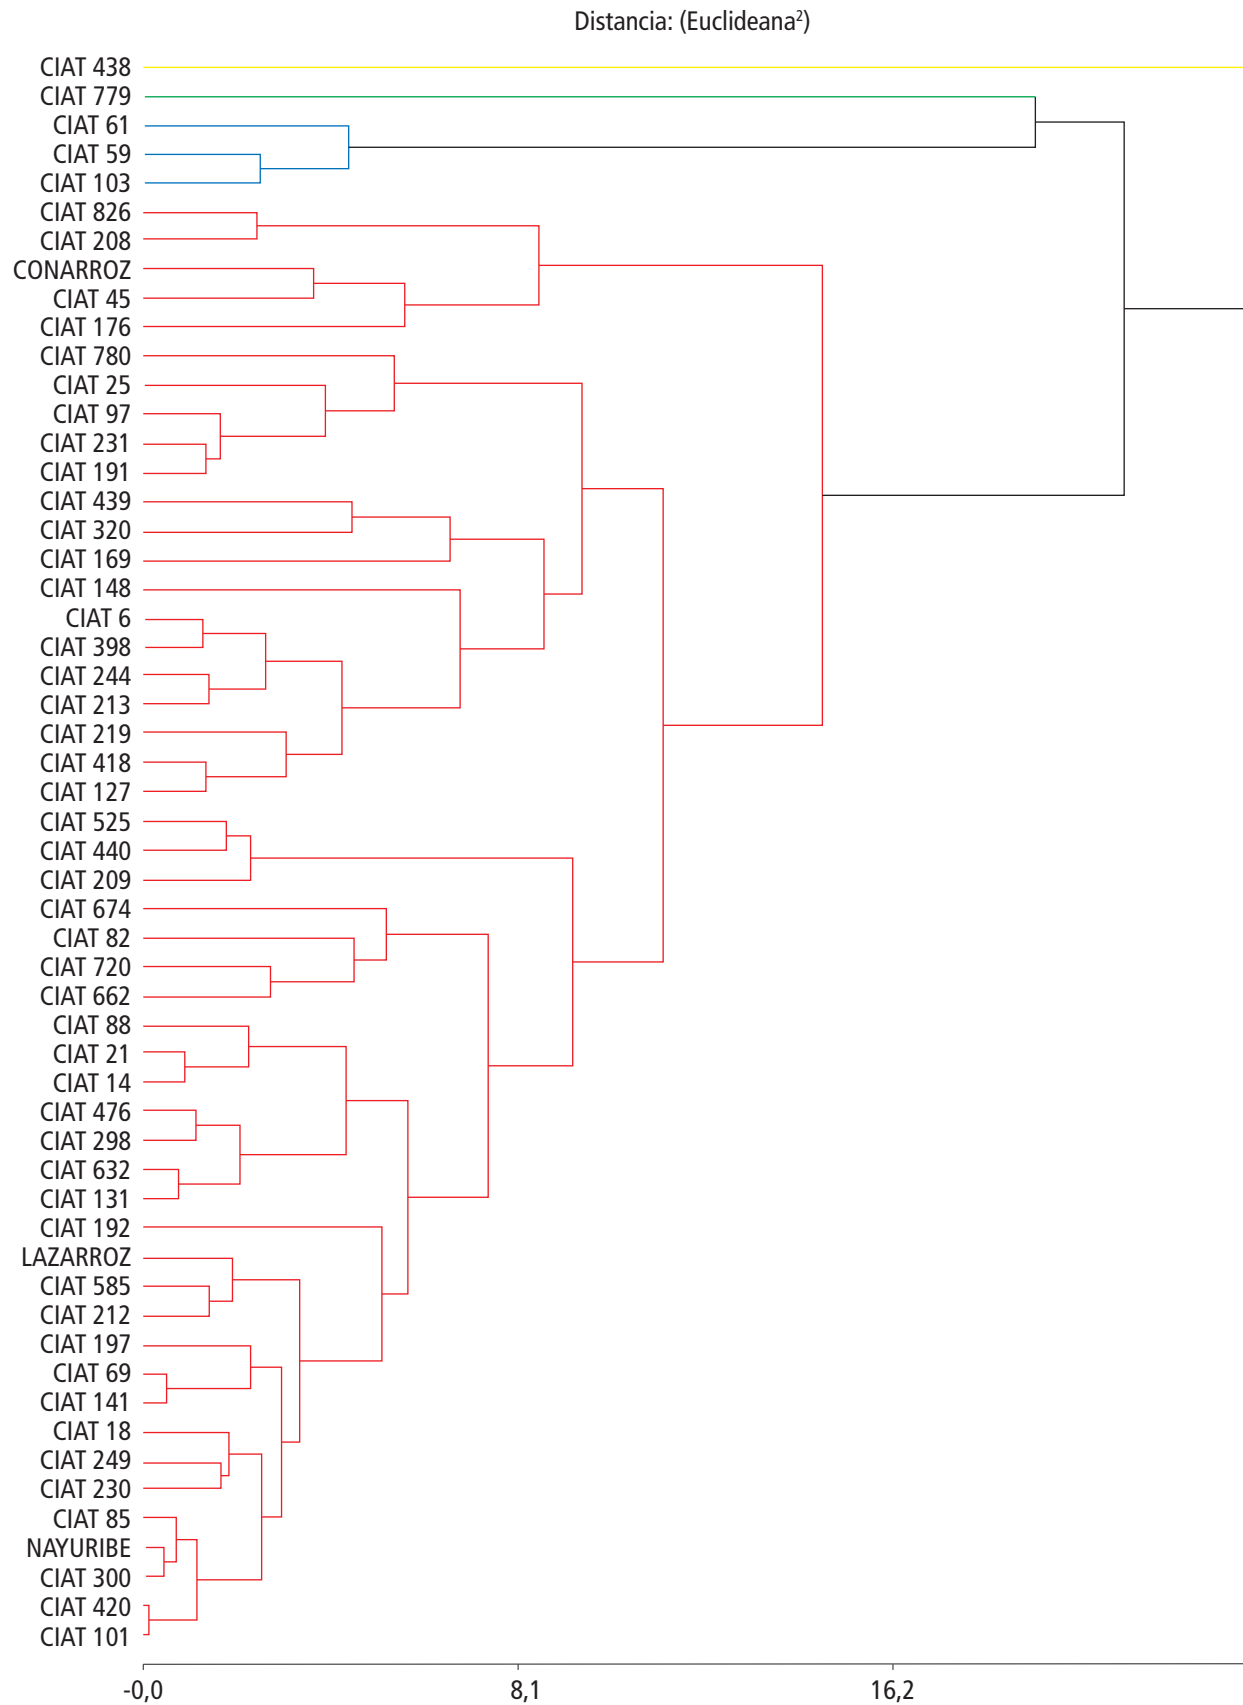 Distancia: (Euclideana²)
CIAT 438
CIAT 779
CIAT 61
CIAT 59
CIAT 103
CIAT 826
CIAT 208
CONARROZ
CIAT 45
CIAT 176
CIAT 780
CIAT 25
CIAT 97
CIAT 231
CIAT 191
CIAT 439
CIAT 320
CIAT 169
CIAT 148
CIAT 6
CIAT 398
CIAT 244
CIAT 213
CIAT 219
CIAT 418
CIAT 127
CIAT 525
CIAT 440
CIAT 209
CIAT 674
CIAT 82
CIAT 720
CIAT 662
CIAT 88
CIAT 21
CIAT 14
CIAT 476
CIAT 298
CIAT 632
CIAT 131
CIAT 192
LAZARROZ
CIAT 585
CIAT 212
CIAT 197
CIAT 69
CIAT 141
CIAT 18
CIAT 249
CIAT 230
CIAT 85
NAYURIBE
CIAT 300
CIAT 420
CIAT 101
-0,0 8,1 16,2